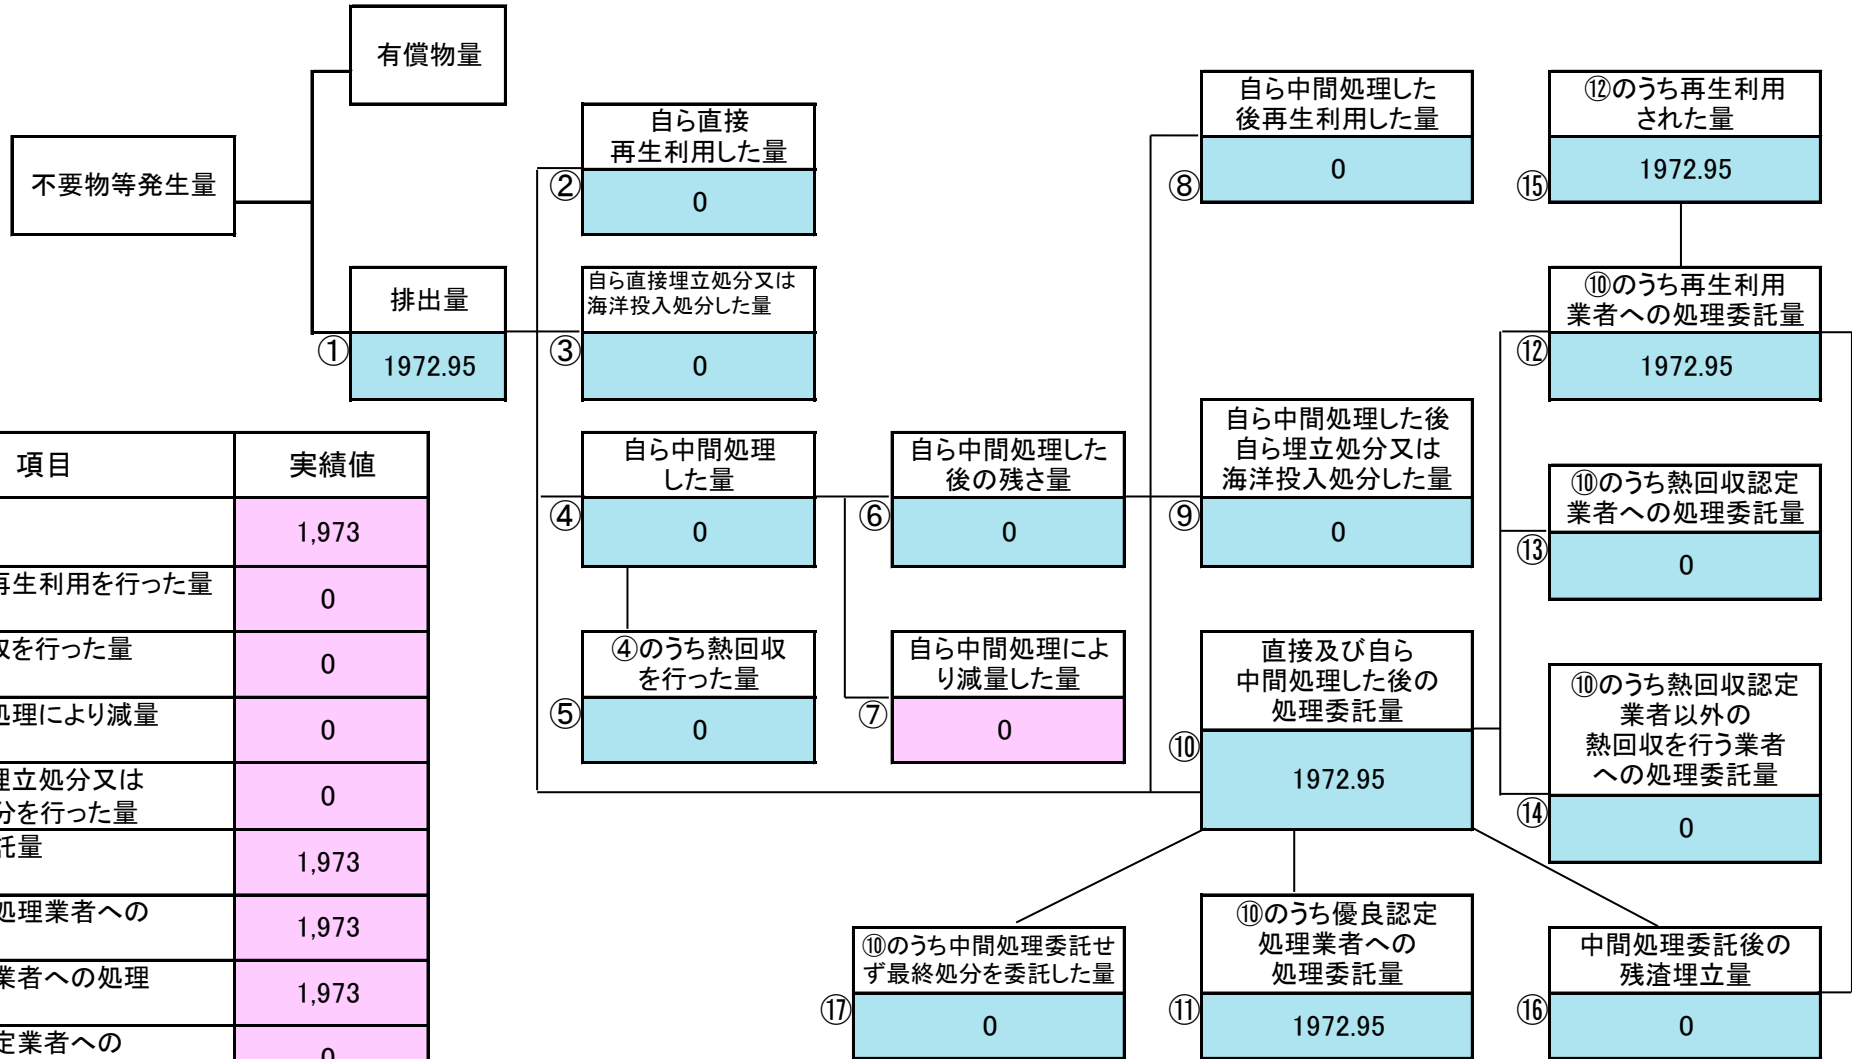 有償物量
不要物等発生量
排出量
①
1972.95
自ら直接
再生利用した量
②
0
自ら直接埋立処分又は
海洋投入処分した量
③
0
自ら中間処理
した量
④
0
④のうち熱回収
を行った量
⑤
0
自ら中間処理した
後の残さ量
⑥
0
自ら中間処理によ
り減量した量
⑦
0
自ら中間処理した
後再生利用した量
⑧
0
自ら中間処理した後
自ら埋立処分又は
海洋投入処分した量
⑨
0
直接及び自ら
中間処理した後の
処理委託量
⑩
1972.95
⑩のうち優良認定
処理業者への
処理委託量
⑪
1972.95
⑫のうち再生利用
された量
⑮
1972.95
⑩のうち再生利用
業者への処理委託量
⑫
1972.95
⑩のうち熱回収認定
業者への処理委託量
⑬
0
⑩のうち熱回収認定
業者以外の
熱回収を行う業者
への処理委託量
⑭
0
中間処理委託後の
残渣埋立量
⑯
0
⑩のうち中間処理委託せ
ず最終処分を委託した量
⑰
0
項目 実績値
1,973
再生利用を行った量
0
を行った量
0
処理により減量
0
埋立処分又は
分を行った量
0
託量
1,973
処理業者への
1,973
業者への処理
1,973
定業者への
0